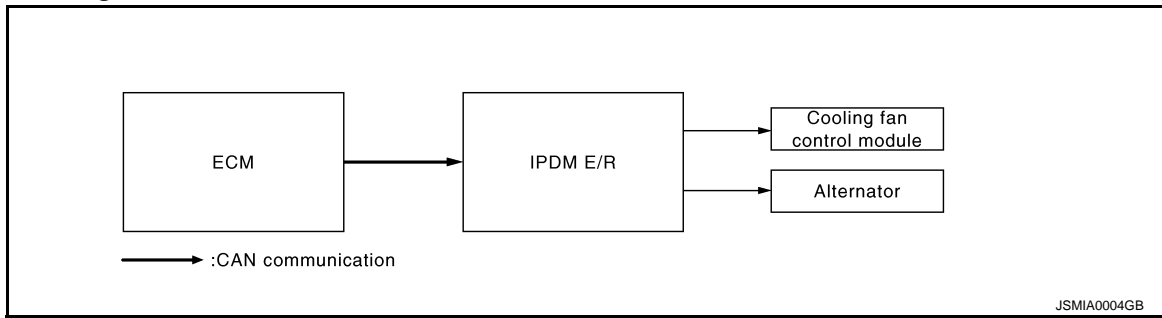 ECM
IPDM E/R
Cooling fan
control module
Alternator
:CAN communication
JSMIA0004GB